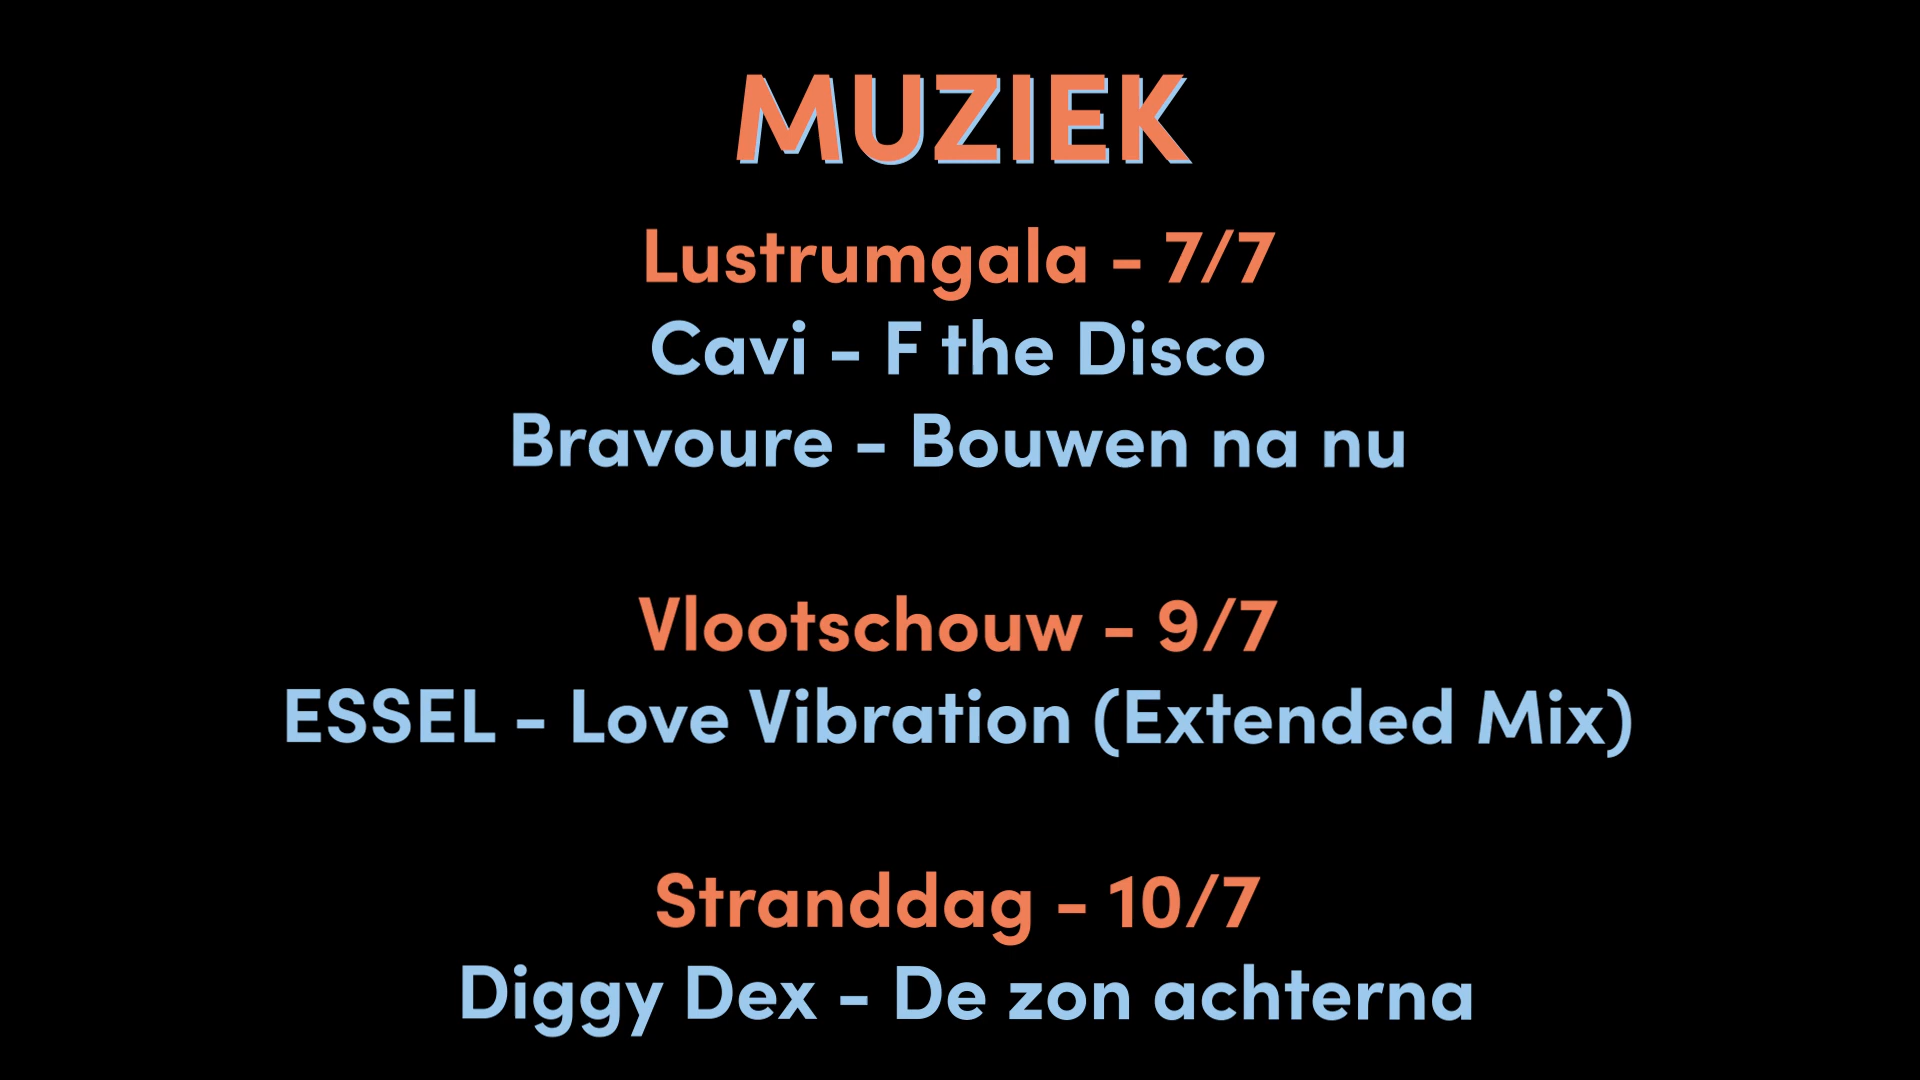 MUZIEK
Lustrumgala - 7/7
Cavi - F the Disco
Bravoure - Bouwen na nu
Vlootschouw - 9/7
ESSEL - Love Vibration (Extended Mix)
Stranddag - 10/7
Diggy Dex - De zon achterna